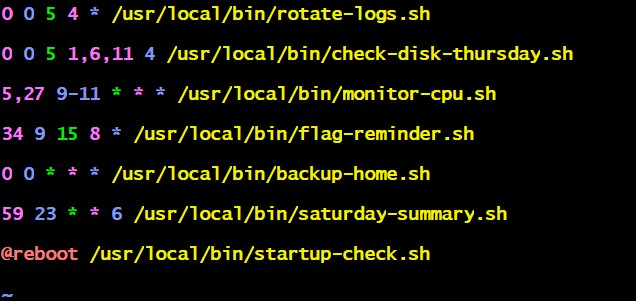 0 0 5 4 * /usr/local/bin/rotate-logs.sh
0 0 5 1,6,11 4 /usr/local/bin/check-disk-thursday.sh
5,27 9-11 * * * /usr/local/bin/monitor-cpu.sh
34 9 15 8 * /usr/local/bin/flag-reminder.sh
0 0 * * * /usr/local/bin/backup-home.sh
59 23 * * 6 /usr/local/bin/saturday-summary.sh
@reboot /usr/local/bin/startup-check.sh
~